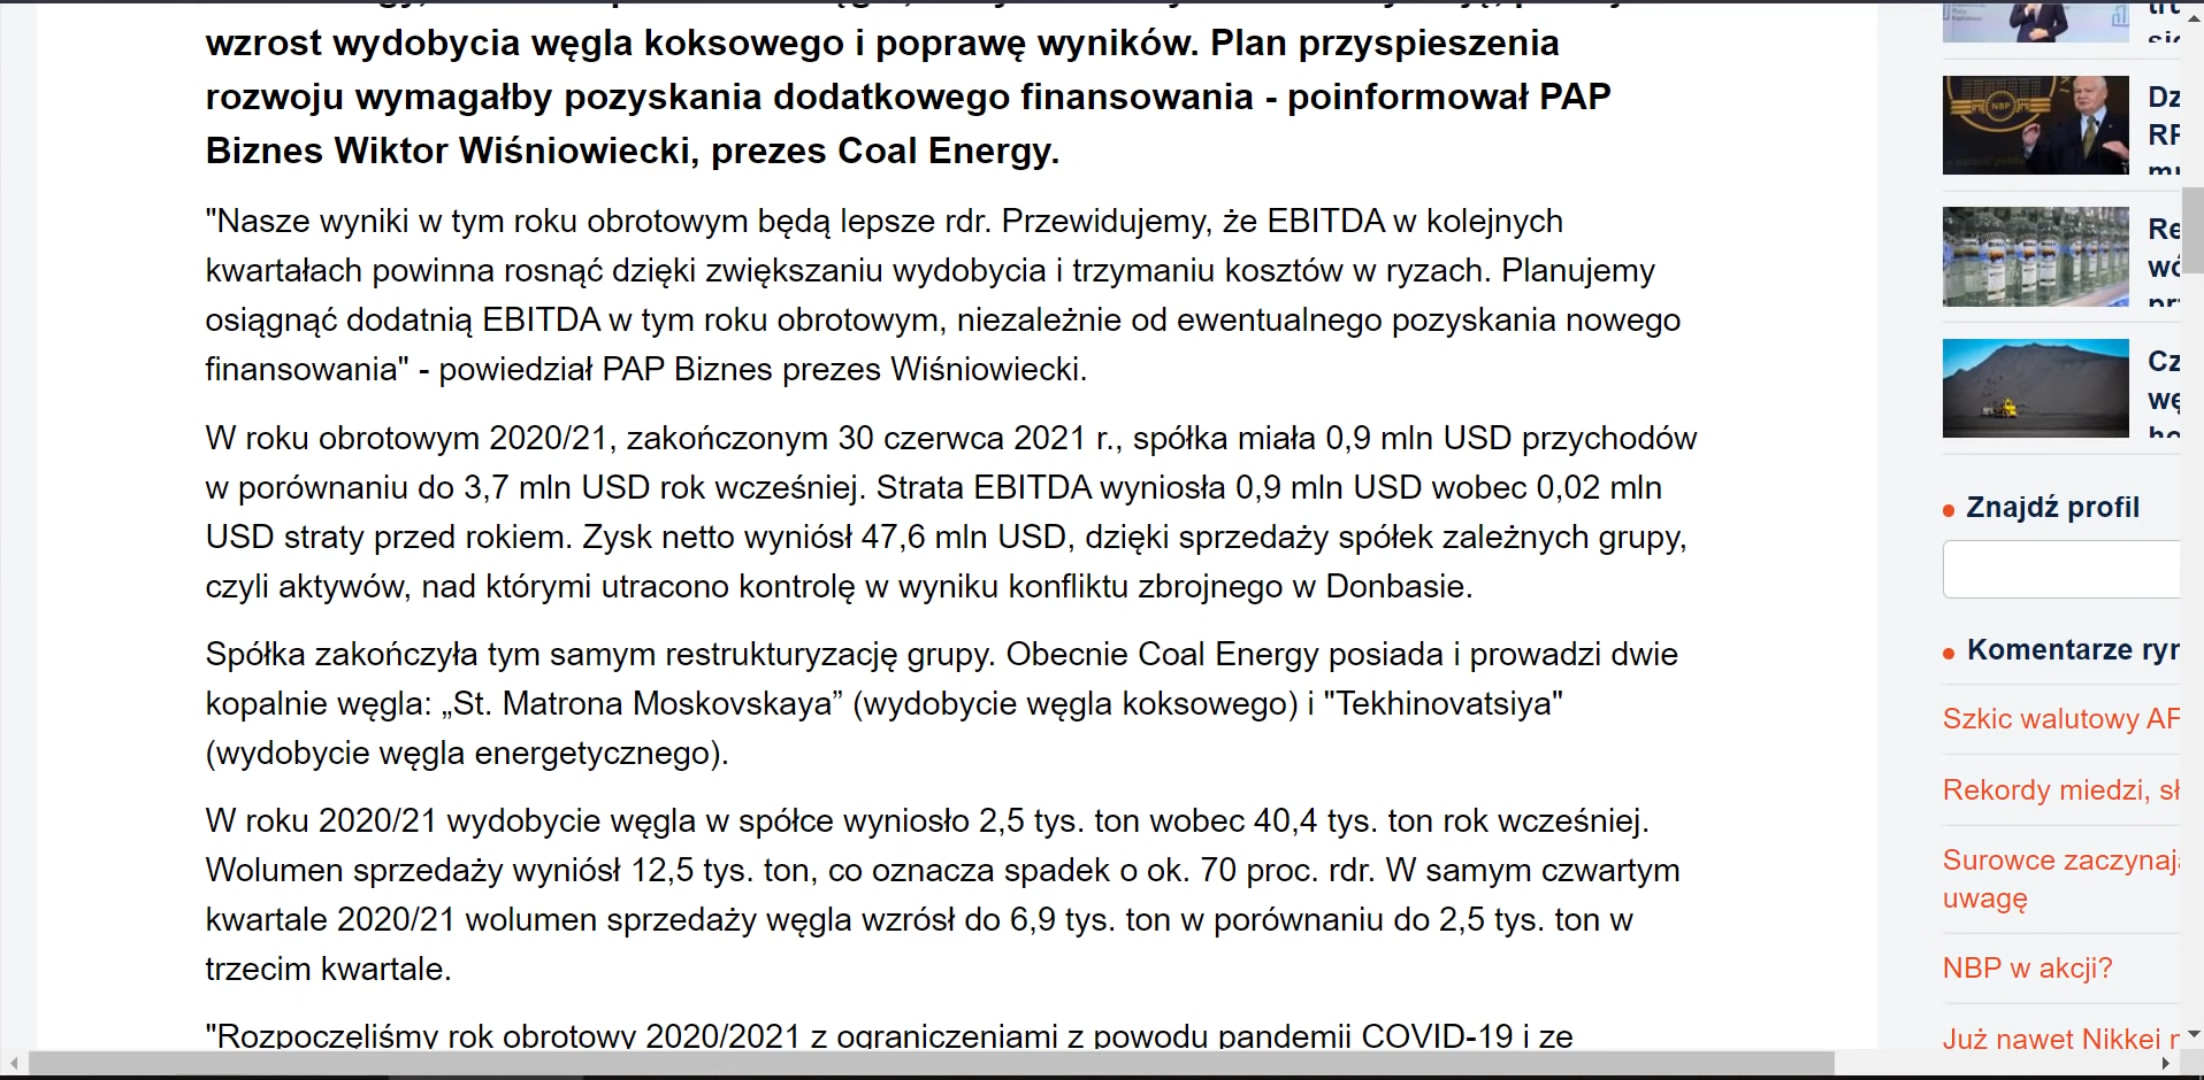 wzrost wydobycia węgla koksowego i poprawę wyników. Plan przyspieszenia
rozwoju wymagałby pozyskania dodatkowego finansowania - poinformował PAP
Biznes Wiktor Wiśniowiecki, prezes Coal Energy.
"Nasze wyniki w tym roku obrotowym będą lepsze rdr. Przewidujemy, że EBITDA w kolejnych
kwartałach powinna rosnąć dzięki zwiększaniu wydobycia i trzymaniu kosztów w ryzach. Planujemy
osiągnąć dodatnią EBITDA w tym roku obrotowym, niezależnie od ewentualnego pozyskania nowego
finansowania" - powiedział PAP Biznes prezes Wiśniowiecki.
W roku obrotowym 2020/21, zakończonym 30 czerwca 2021 r., spółka miała 0,9 mln USD przychodów
w porównaniu do 3,7 mln USD rok wcześniej. Strata EBITDA wyniosła 0,9 mln USD wobec 0,02 mln
USD straty przed rokiem. Zysk netto wyniósł 47,6 mln USD, dzięki sprzedaży spółek zależnych grupy,
czyli aktywów, nad którymi utracono kontrolę w wyniku konfliktu zbrojnego w Donbasie.
Spółka zakończyła tym samym restrukturyzację grupy. Obecnie Coal Energy posiada i prowadzi dwie
kopalnie węgla: „St. Matrona Moskovskaya” (wydobycie węgla koksowego) i "Tekhinovatsiya"
(wydobycie węgla energetycznego).
W roku 2020/21 wydobycie węgla w spółce wyniosło 2,5 tys. ton wobec 40,4 tys. ton rok wcześniej.
Wolumen sprzedaży wyniósł 12,5 tys. ton, co oznacza spadek o ok. 70 proc. rdr. W samym czwartym
kwartale 2020/21 wolumen sprzedaży węgla wzrósł do 6,9 tys. ton w porównaniu do 2,5 tys. ton w
trzecim kwartale.
"Rozpoczęliśmy rok obrotowy 2020/2021 z ograniczeniami z powodu pandemii COVID-19 i ze
NBP
Dz
Re
Cz
wę
Znajdź profil
Komentarze ryn
Szkic walutowy AF
Rekordy miedzi, sł
Surowce zaczynaj
uwagę
NBP w akcji?
Już nawet Nikkei